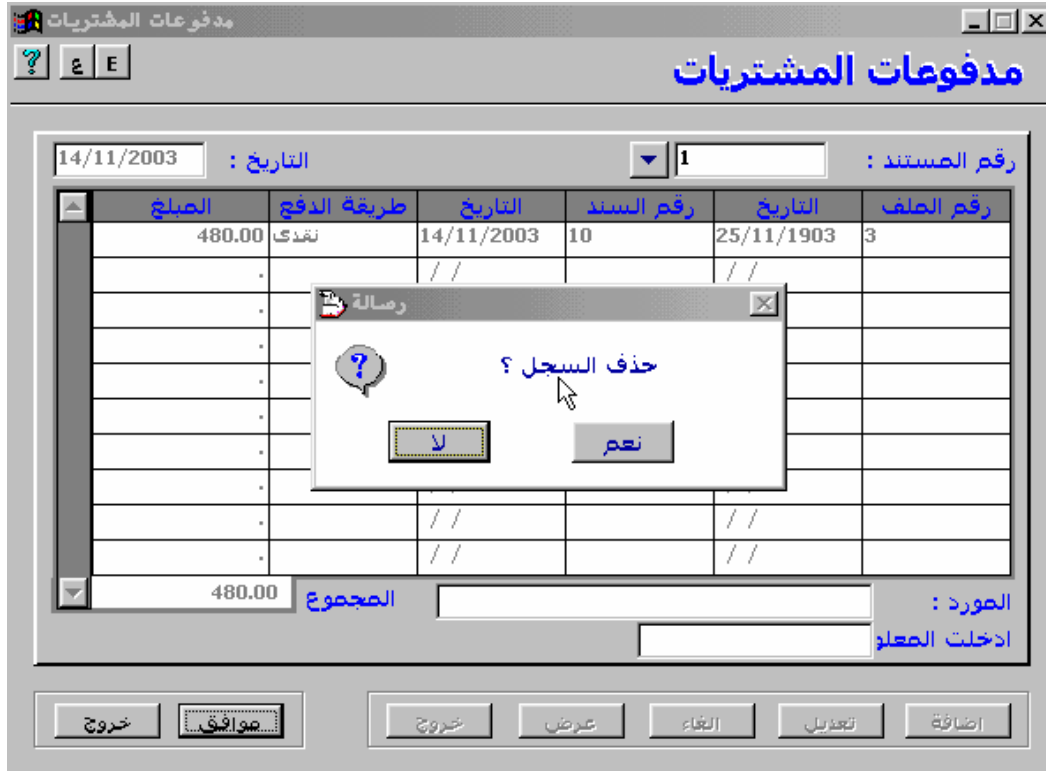 مدفوعات المشتريات
E ع ?
مدفوعات المشتريات
رقم المستند : 1 التاريخ : 14/11/2003
رقم الملف التاريخ رقم السند التاريخ طريقة الدفع المبلغ
3 25/11/1903 10 14/11/2003 نقدى 480.00
/ / / / .
رسالة
.
.
حذف السجل ؟
?
.
.
نعم لا
.
.
/ / / / .
/ / / / .
المورد : المجموع 480.00
ادخلت المعلو
اضافة تعديل الغاء عرض خروج موافق خروج